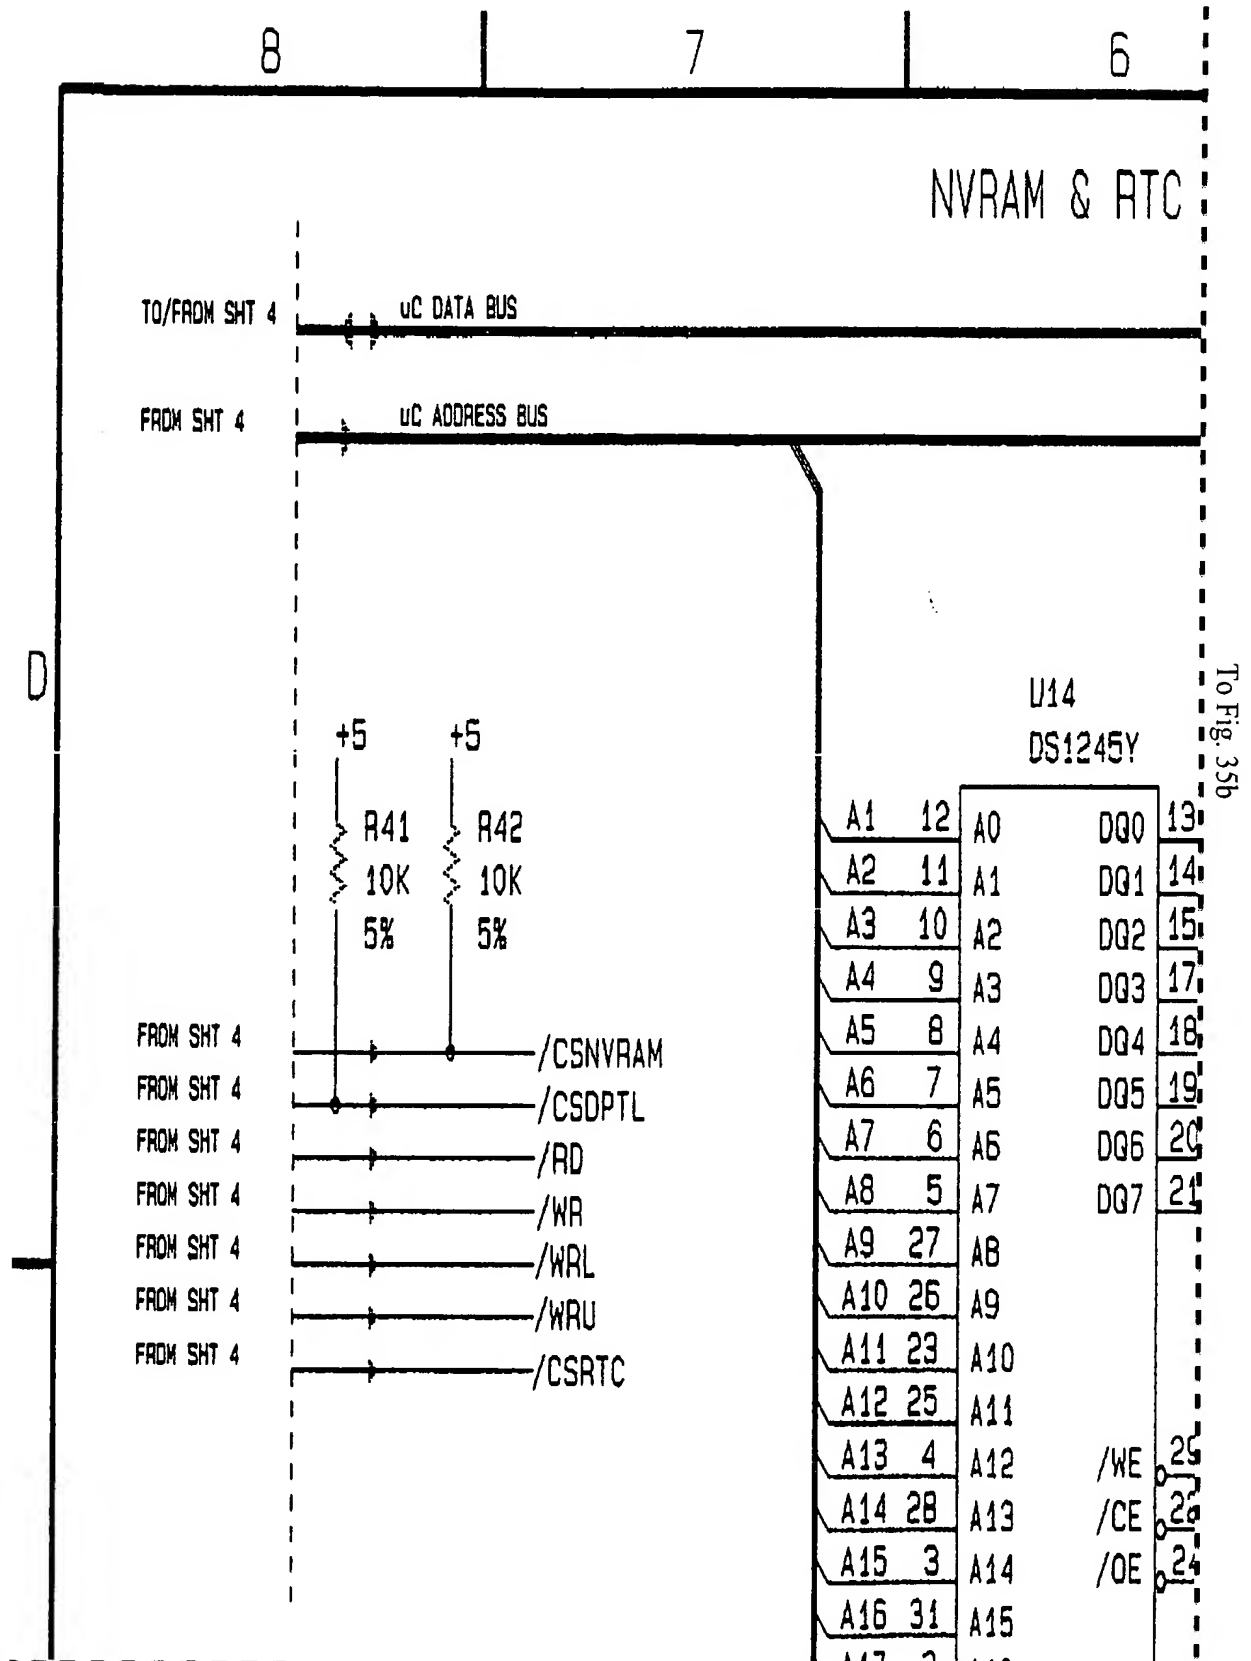 8 7 6
NVRAM & RTC
TO/FROM SHT 4 uC DATA BUS
FROM SHT 4 uC ADDRESS BUS
D
To Fig. 35b
U14
DS1245Y
+5 +5
R41 R42
10K 10K
5% 5%
A1 12 A0 DQ0 13
A2 11 A1 DQ1 14
A3 10 A2 DQ2 15
A4 9 A3 DQ3 17
A5 8 A4 DQ4 18
A6 7 A5 DQ5 19
A7 6 A6 DQ6 20
A8 5 A7 DQ7 21
A9 27 A8
A10 26 A9
A11 23 A10
A12 25 A11
A13 4 A12 /WE 29
A14 28 A13 /CE
A15 3 A14 /OE 24
A16 31 A15
FROM SHT 4 /CSNVRAM
FROM SHT 4 /CSDPTL
FROM SHT 4 /RD
FROM SHT 4 /WR
FROM SHT 4 /WRL
FROM SHT 4 /WRU
FROM SHT 4 /CSRTC